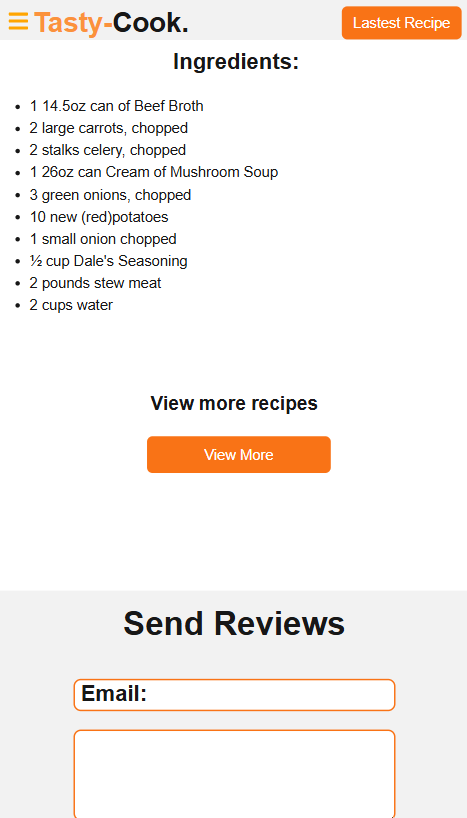 Tasty-Cook.
Lastest Recipe
Ingredients:
1 14.5oz can of Beef Broth
2 large carrots, chopped
2 stalks celery, chopped
1 26oz can Cream of Mushroom Soup
3 green onions, chopped
10 new (red)potatoes
1 small onion chopped
½ cup Dale's Seasoning
2 pounds stew meat
2 cups water
View more recipes
View More
Send Reviews
Email: